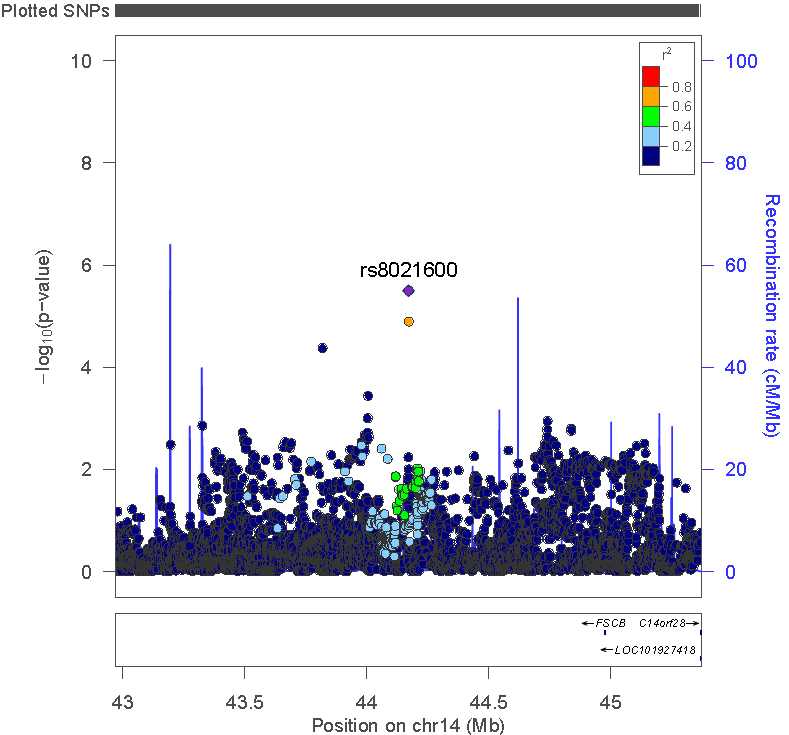 Plotted SNPs
10
8
6
4
2
0
−log10(p−value)
100
80
60
40
20
0
Recombination rate (cM/Mb)
r2
0.8
0.6
0.4
0.2
rs8021600
←FSCB
C14orf28→
←LOC101927418
43
43.5
44
44.5
45
Position on chr14 (Mb)